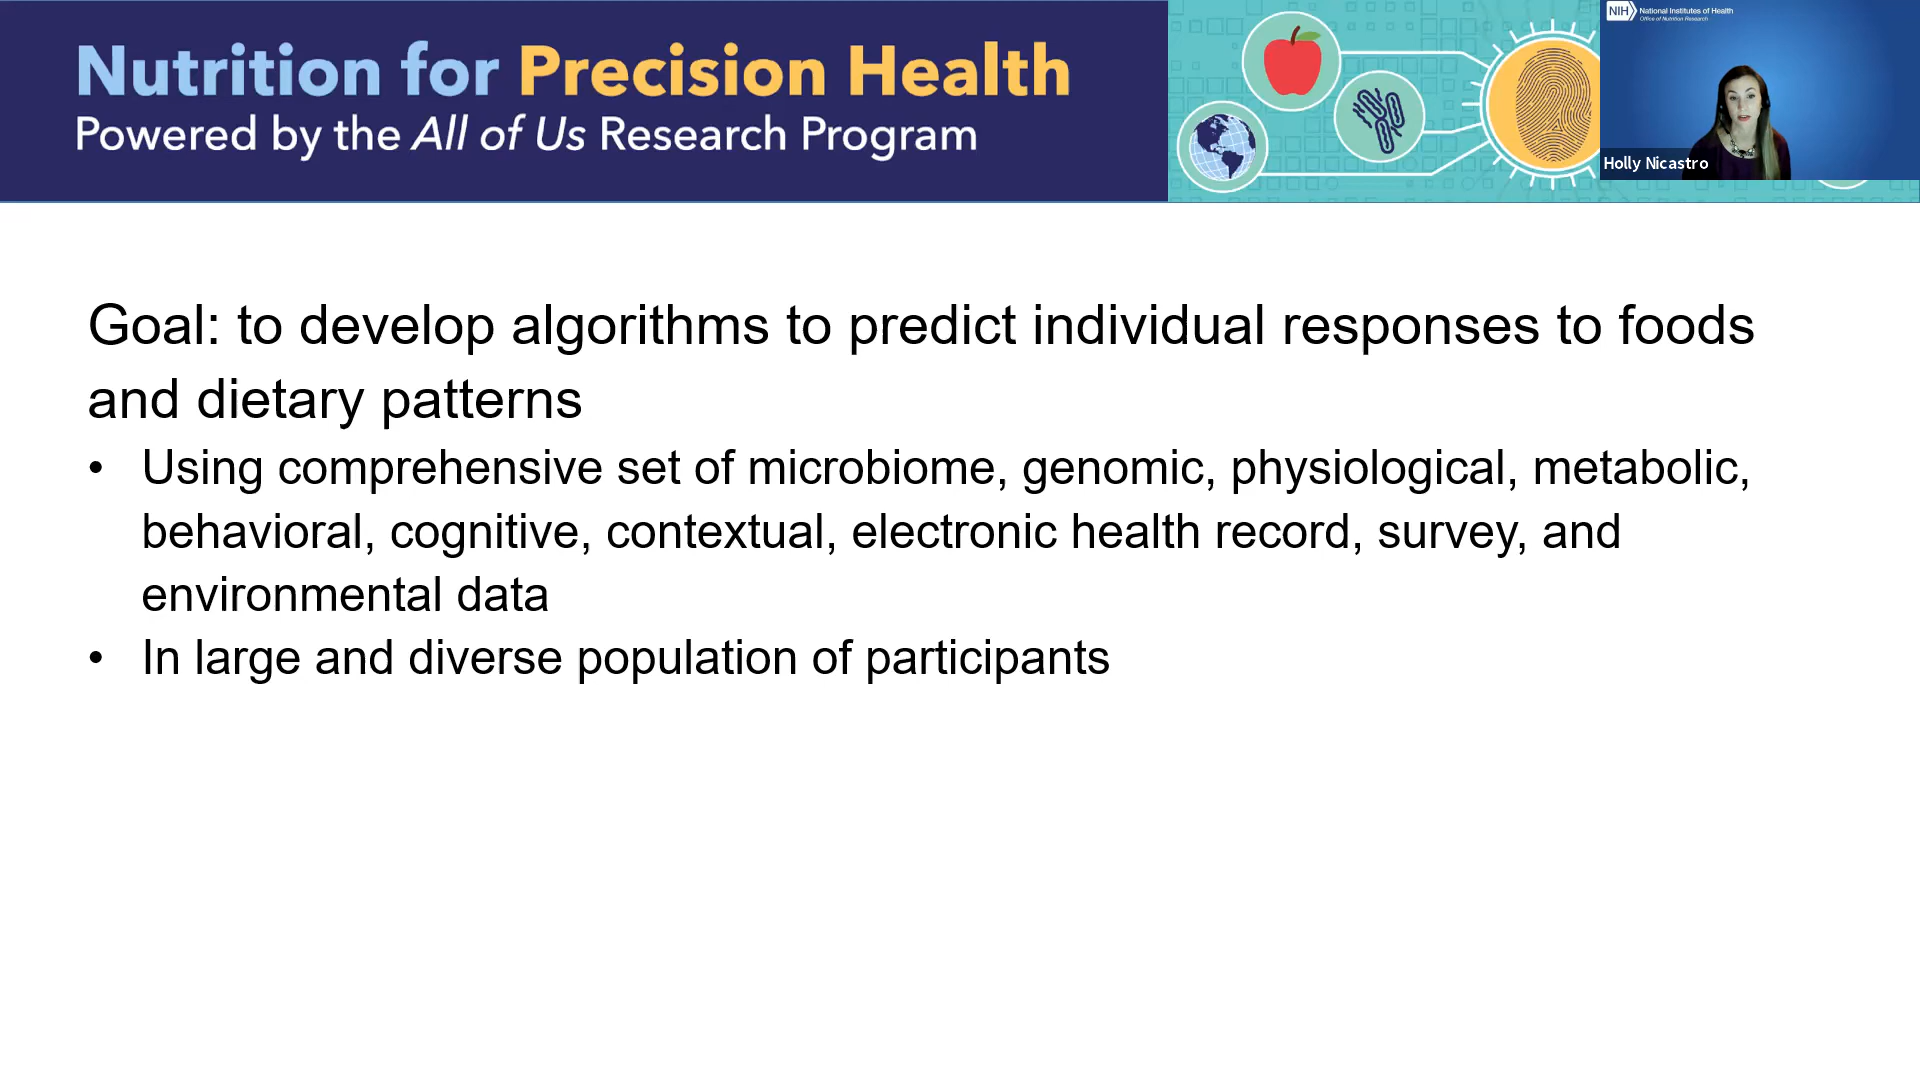 Nutrition for Precision Health
Powered by the All of Us Research Program
NIH National Institutes of Health
Office of Nutrition Research
Holly Nicastro
Goal: to develop algorithms to predict individual responses to foods
and dietary patterns
• Using comprehensive set of microbiome, genomic, physiological, metabolic,
behavioral, cognitive, contextual, electronic health record, survey, and
environmental data
• In large and diverse population of participants